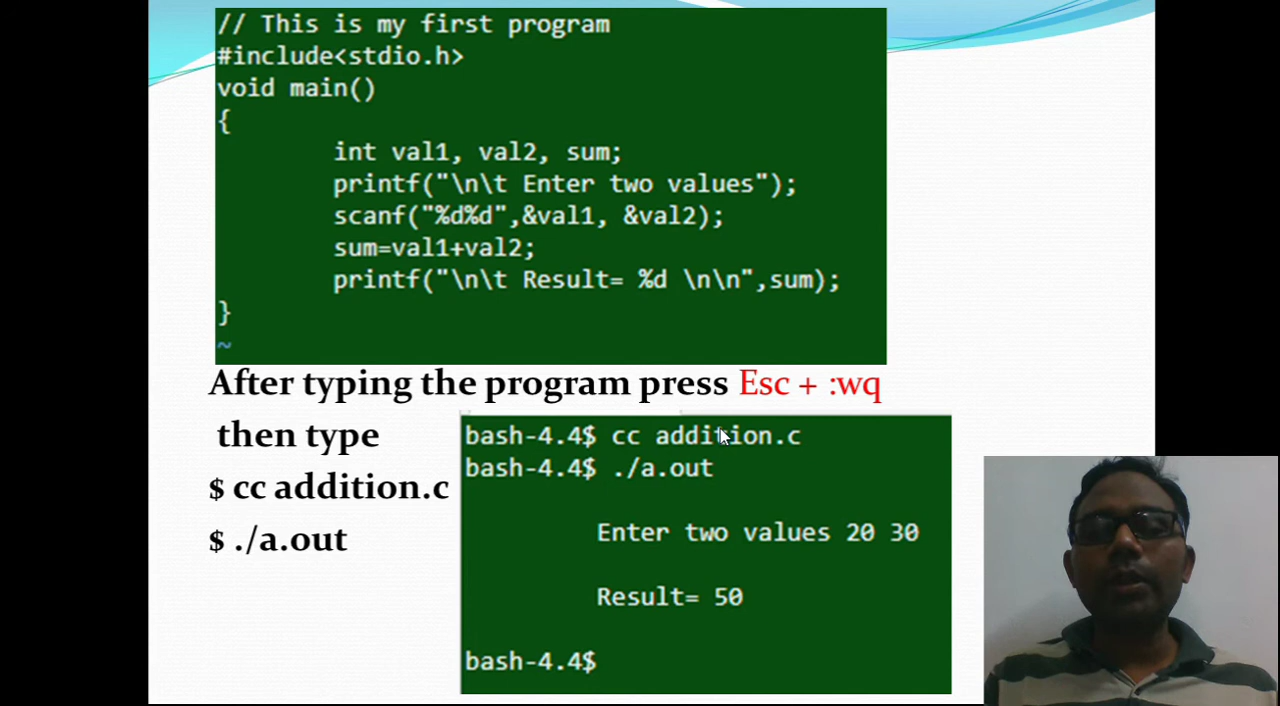 // This is my first program
#include<stdio.h>
void main()
{
int val1, val2, sum;
printf("\n\t Enter two values");
scanf("%d%d",&val1, &val2);
sum=val1+val2;
printf("\n\t Result= %d \n\n",sum);
}
~
After typing the program press Esc + :wq
then type
$ cc addition.c
$ ./a.out
bash-4.4$ cc addition.c
bash-4.4$ ./a.out
Enter two values 20 30
Result= 50
bash-4.4$